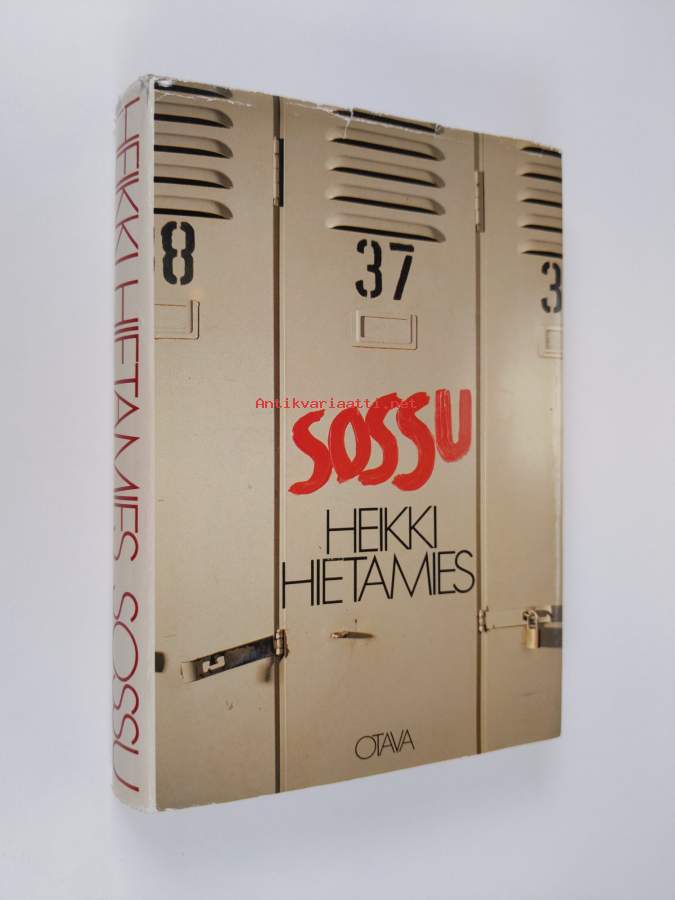 HEIKKI HIETAMIES SOSSU
8
37
3
Antikvariaatti.net
SOSSU
HEIKKI
HIETAMIES
OTAVA